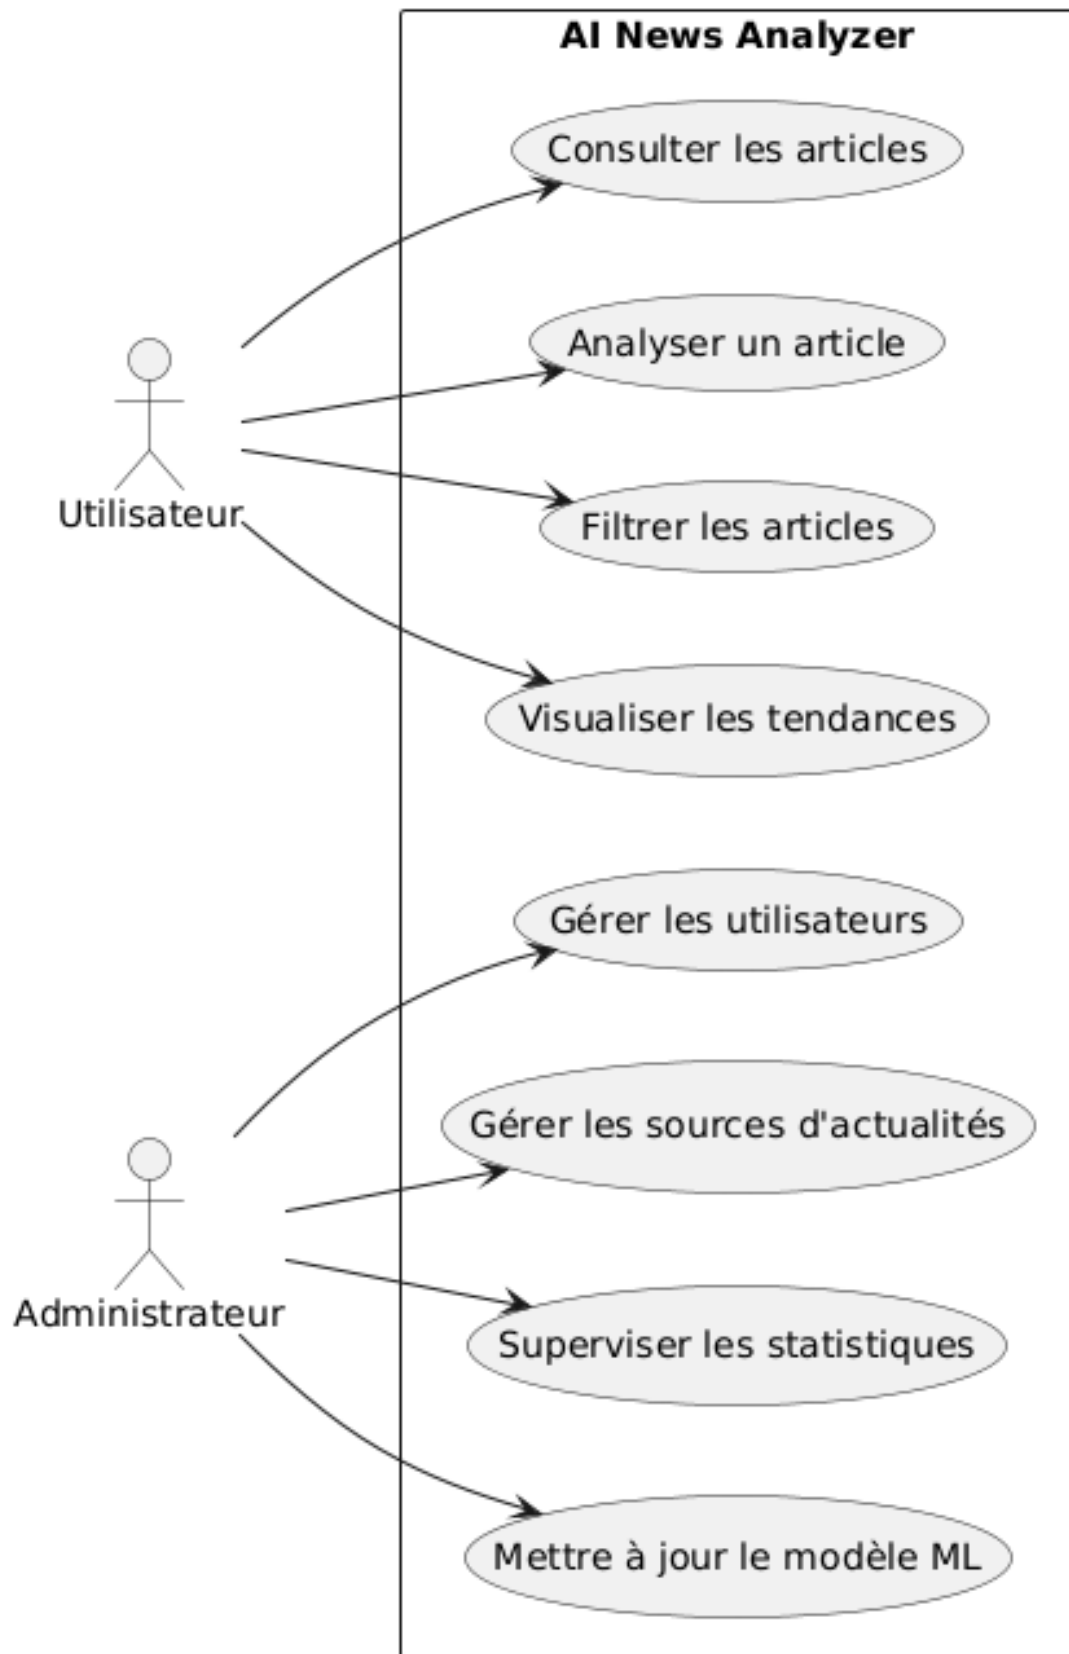 AI News Analyzer
Consulter les articles
Analyser un article
Filtrer les articles
Utilisateur
Visualiser les tendances
Gérer les utilisateurs
Gérer les sources d'actualités
Administrateur
Superviser les statistiques
Mettre à jour le modèle ML